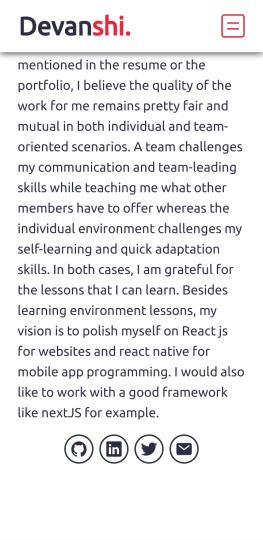 Devanshi.
mentioned in the resume or the
portfolio, I believe the quality of the
work for me remains pretty fair and
mutual in both individual and team-
oriented scenarios. A team challenges
my communication and team-leading
skills while teaching me what other
members have to offer whereas the
individual environment challenges my
self-learning and quick adaptation
skills. In both cases, I am grateful for
the lessons that I can learn. Besides
learning environment lessons, my
vision is to polish myself on React js
for websites and react native for
mobile app programming. I would also
like to work with a good framework
like nextJS for example.
in